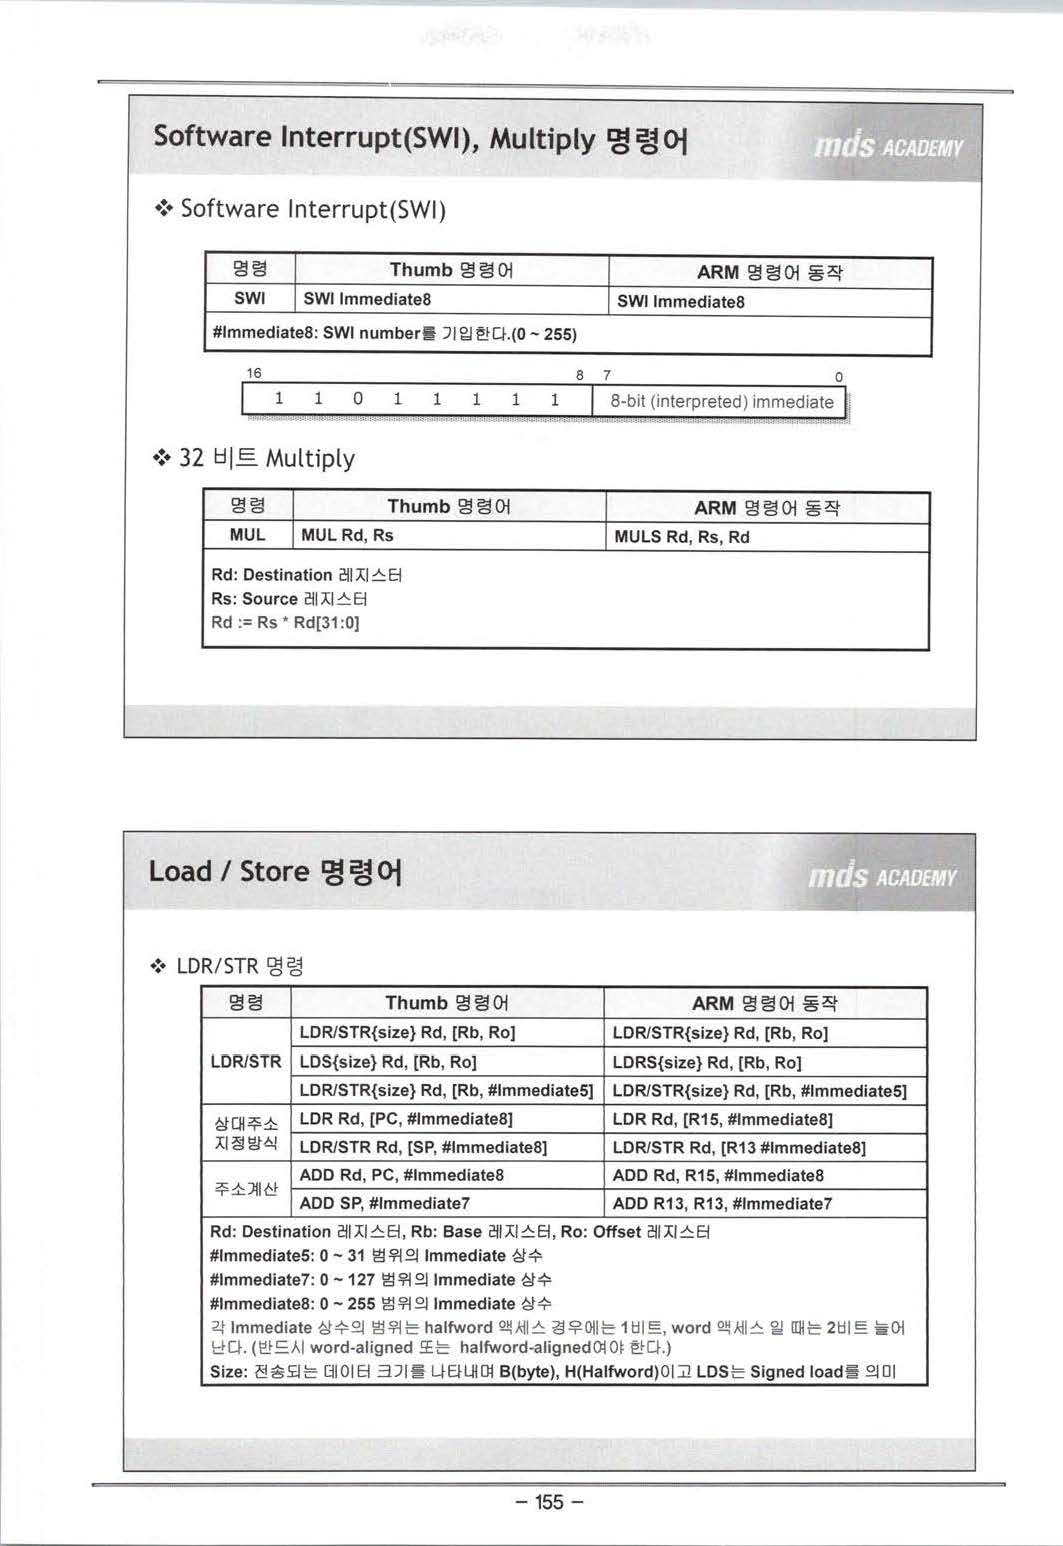 Software Interrupt(SWI), Multiply 명령어
mds ACADEMY
Software Interrupt(SWI)
명령 Thumb 명령어 ARM 명령어 동작
SWI SWI Immediate8 SWI Immediate8
#Immediate8: SWI number를 기입한다.(0 ~ 255)
16 8 7 0
1 1 0 1 1 1 1 1 8-bit (interpreted) immediate
32 비트 Multiply
명령 Thumb 명령어 ARM 명령어 동작
MUL MUL Rd, Rs MULS Rd, Rs, Rd
Rd: Destination 레지스터
Rs: Source 레지스터
Rd := Rs * Rd[31:0]
Load / Store 명령어
mds ACADEMY
LDR/STR 명령
명령 Thumb 명령어 ARM 명령어 동작
LDR/STR LDR/STR{size} Rd, [Rb, Ro] LDR/STR{size} Rd, [Rb, Ro]
LDS{size} Rd, [Rb, Ro] LDRS{size} Rd, [Rb, Ro]
LDR/STR{size} Rd, [Rb, #Immediate5] LDR/STR{size} Rd, [Rb, #Immediate5]
상대주소 지정방식 LDR Rd, [PC, #Immediate8] LDR Rd, [R15, #Immediate8]
LDR/STR Rd, [SP, #Immediate8] LDR/STR Rd, [R13 #Immediate8]
주소계산 ADD Rd, PC, #Immediate8 ADD Rd, R15, #Immediate8
ADD SP, #Immediate7 ADD R13, R13, #Immediate7
Rd: Destination 레지스터, Rb: Base 레지스터, Ro: Offset 레지스터
#Immediate5: 0 ~ 31 범위의 Immediate 상수
#Immediate7: 0 ~ 127 범위의 Immediate 상수
#Immediate8: 0 ~ 255 범위의 Immediate 상수
각 Immediate 상수의 범위는 halfword 액세스 경우에는 1비트, word 액세스 일 때는 2비트 늘어
난다. (반드시 word-aligned 또는 halfword-aligned여야 한다.)
Size: 전송되는 데이터 크기를 나타내며 B(byte), H(Halfword)이고 LDS는 Signed load를 의미
- 155 -